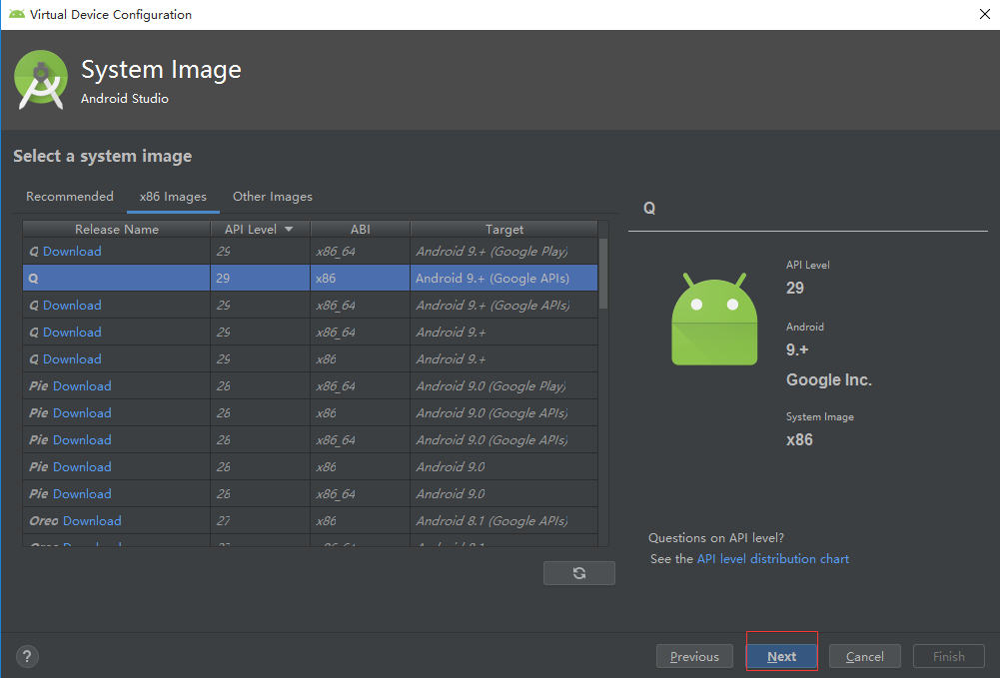 Virtual Device Configuration
System Image
Android Studio
Select a system image
Recommended x86 Images Other Images
Release Name API Level ABI Target
Q Download 29 x86_64 Android 9.+ (Google Play)
Q 29 x86 Android 9.+ (Google APIs)
Q Download 29 x86_64 Android 9.+ (Google APIs)
Q Download 29 x86_64 Android 9.+
Q Download 29 x86 Android 9.+
Pie Download 28 x86_64 Android 9.0 (Google Play)
Pie Download 28 x86 Android 9.0 (Google APIs)
Pie Download 28 x86_64 Android 9.0 (Google APIs)
Pie Download 28 x86 Android 9.0
Pie Download 28 x86_64 Android 9.0
Oreo Download 27 x86 Android 8.1 (Google APIs)
Q
API Level
29
Android
9.+
Google Inc.
System Image
x86
Questions on API level?
See the API level distribution chart
? Previous Next Cancel Finish